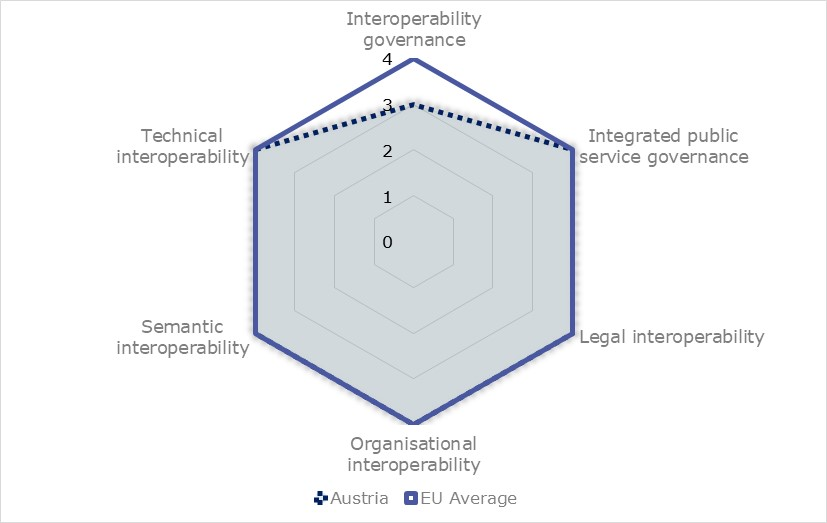 Interoperability
governance
4
3
Technical
interoperability
Integrated public
service governance
2
1
0
Semantic
interoperability
Legal interoperability
Organisational
interoperability
Austria EU Average